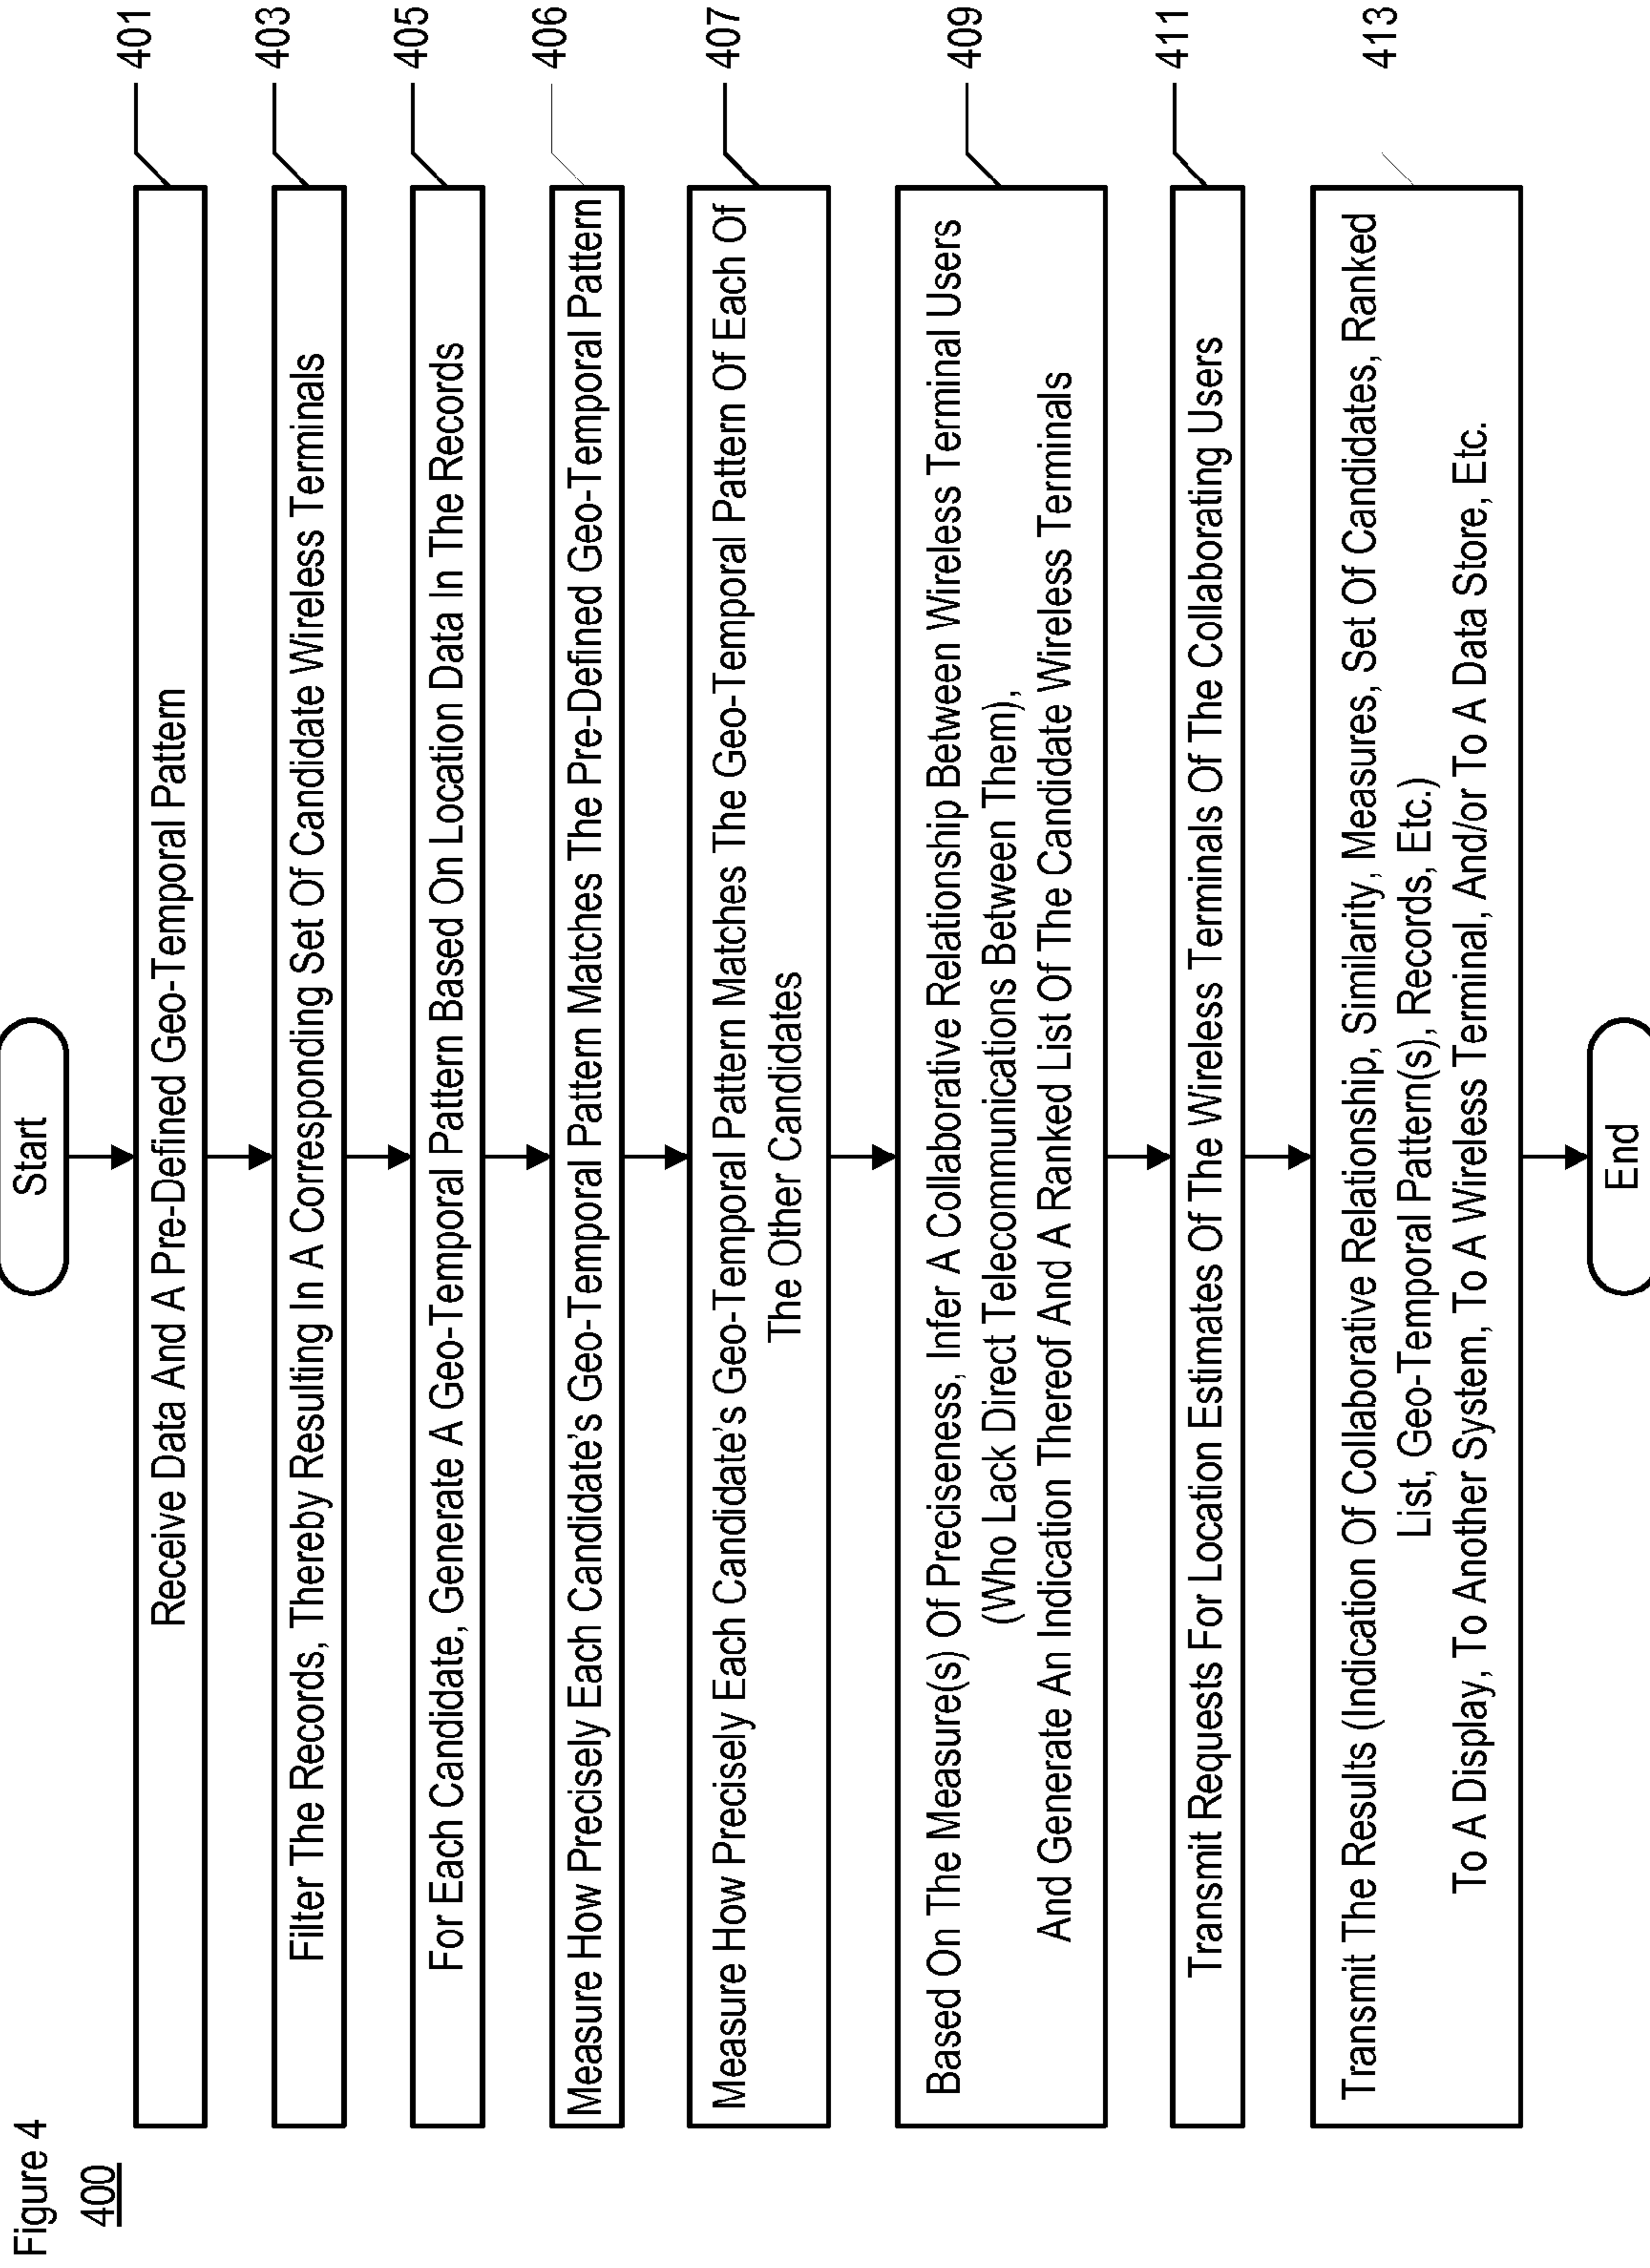 Figure 4
400
Start
Receive Data And A Pre-Defined Geo-Temporal Pattern
401
Filter The Records, Thereby Resulting In A Corresponding Set Of Candidate Wireless Terminals
403
For Each Candidate, Generate A Geo-Temporal Pattern Based On Location Data In The Records
405
Measure How Precisely Each Candidate's Geo-Temporal Pattern Matches The Pre-Defined Geo-Temporal Pattern
406
Measure How Precisely Each Candidate's Geo-Temporal Pattern Matches The Geo-Temporal Pattern Of Each Of
The Other Candidates
407
Based On The Measure(s) Of Preciseness, Infer A Collaborative Relationship Between Wireless Terminal Users
(Who Lack Direct Telecommunications Between Them),
And Generate An Indication Thereof And A Ranked List Of The Candidate Wireless Terminals
409
Transmit Requests For Location Estimates Of The Wireless Terminals Of The Collaborating Users
411
Transmit The Results (Indication Of Collaborative Relationship, Similarity, Measures, Set Of Candidates, Ranked
List, Geo-Temporal Pattern(s), Records, Etc.)
To A Display, To Another System, To A Wireless Terminal, And/or To A Data Store, Etc.
413
End